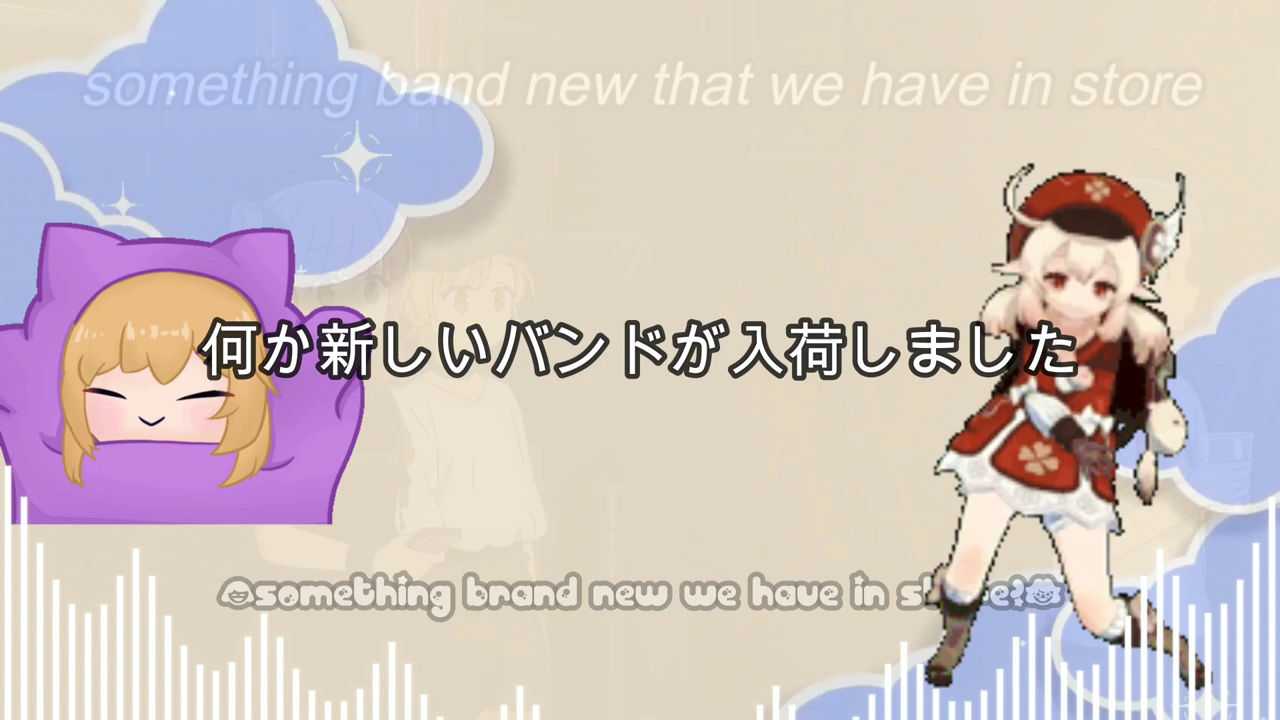 something band new that we have in store
何か新しいバンドが入荷しました
something brand new we have in store